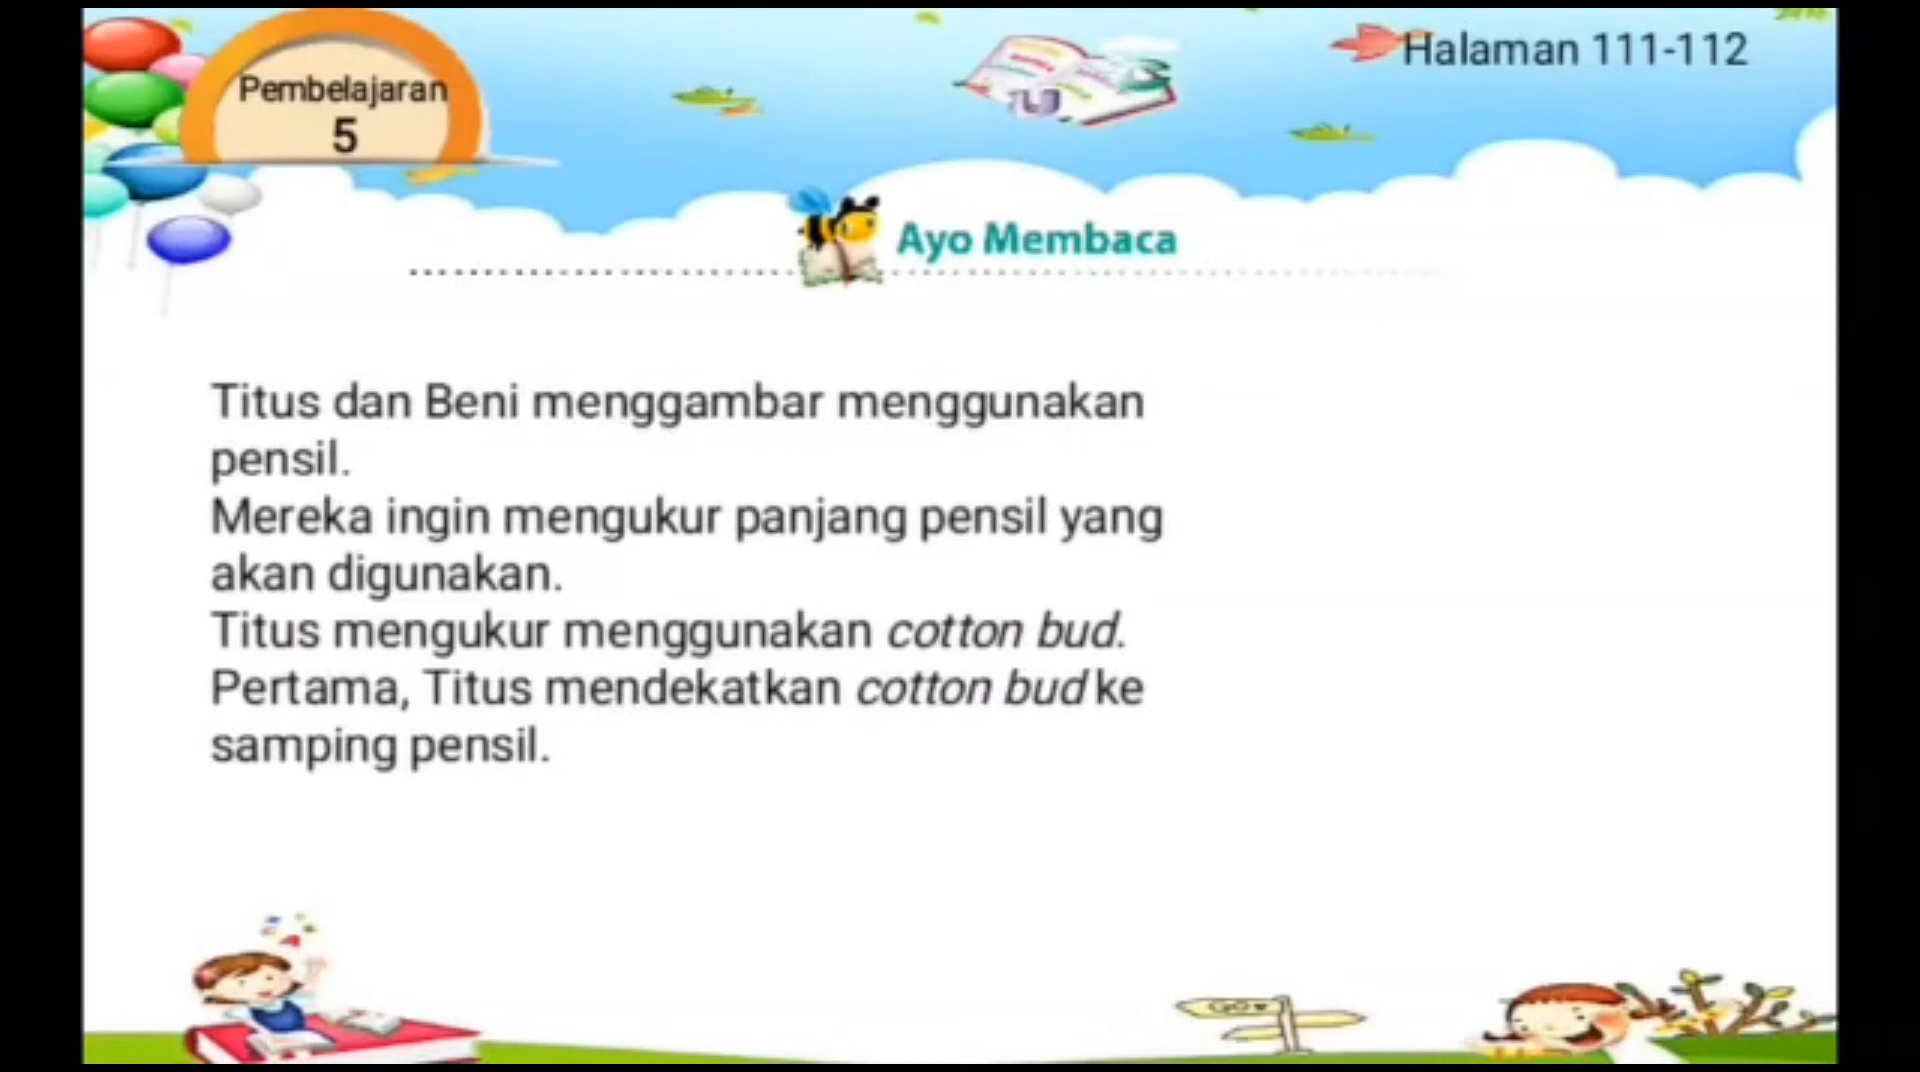 Pembelajaran
5
Halaman 111-112
Ayo Membaca
Titus dan Beni menggambar menggunakan
pensil.
Mereka ingin mengukur panjang pensil yang
akan digunakan.
Titus mengukur menggunakan cotton bud.
Pertama, Titus mendekatkan cotton bud ke
samping pensil.